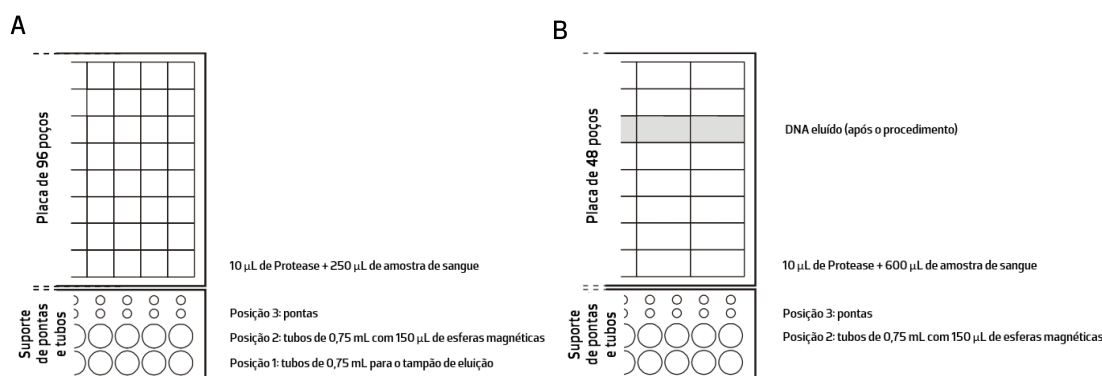 A
Placa de 96 poços
10 µL de Protease + 250 µL de amostra de sangue
Suporte
de pontas
e tubos
Posição 3: pontas
Posição 2: tubos de 0,75 mL com 150 µL de esferas magnéticas
Posição 1: tubos de 0,75 mL para o tampão de eluição
B
Placa de 48 poços
DNA eluído (após o procedimento)
10 µL de Protease + 600 µL de amostra de sangue
Suporte
de pontas
e tubos
Posição 3: pontas
Posição 2: tubos de 0,75 mL com 150 µL de esferas magnéticas